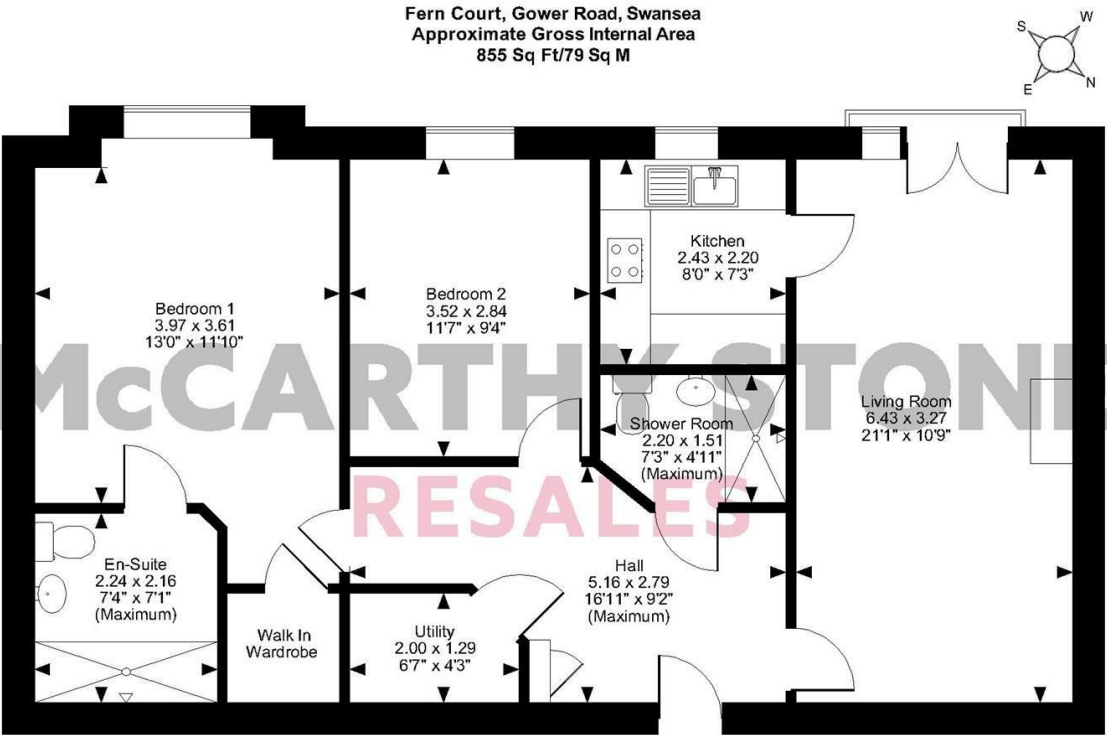 Fern Court, Gower Road, Swansea
Approximate Gross Internal Area
855 Sq Ft/79 Sq M
S
W
E
N
Kitchen
2.43 x 2.20
8'0" x 7'3"
Bedroom 1
3.97 x 3.61
13'0" x 11'10"
Bedroom 2
3.52 x 2.84
11'7" x 9'4"
McCARTHY STONE
RESALES
Living Room
6.43 x 3.27
21'1" x 10'9"
Shower Room
2.20 x 1.51
7'3" x 4'11"
(Maximum)
En-Suite
2.24 x 2.16
7'4" x 7'1"
(Maximum)
Hall
5.16 x 2.79
16'11" x 9'2"
(Maximum)
Walk In
Wardrobe
Utility
2.00 x 1.29
6'7" x 4'3"